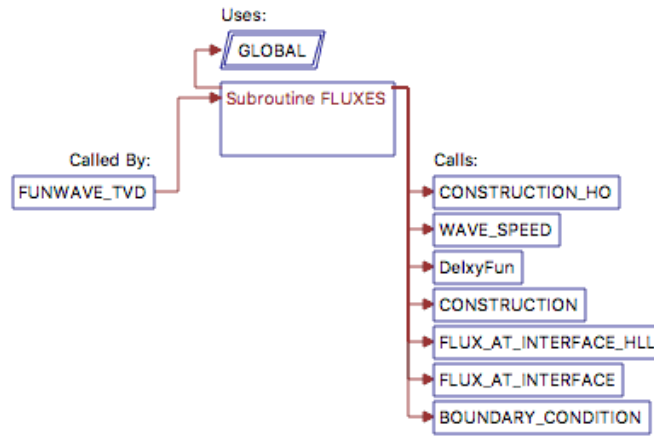 Uses:
GLOBAL
Subroutine FLUXES
Called By:
FUNWAVE_TVD
Calls:
CONSTRUCTION_HO
WAVE_SPEED
DelxyFun
CONSTRUCTION
FLUX_AT_INTERFACE_HLL
FLUX_AT_INTERFACE
BOUNDARY_CONDITION